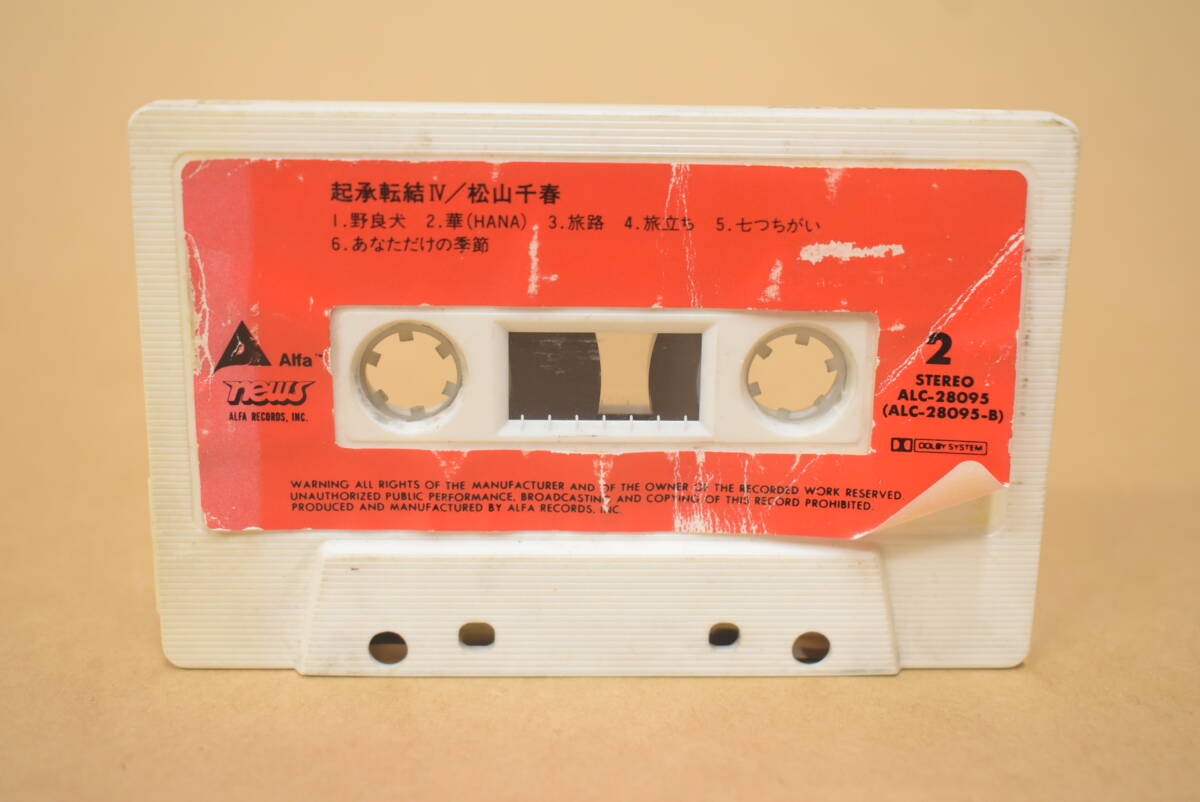 起承転結Ⅳ/松山千春
1.野良犬 2.華(HANA) 3.旅路 4.旅立ち 5.七つちがい
6.あなただけの季節
Alfa™
news
ALFA RECORDS, INC.
2
STEREO
ALC-28095
(ALC-28095-B)
DOLBY SYSTEM
WARNING ALL RIGHTS OF THE MANUFACTURER AND OF THE OWNER OF THE RECORDED WORK RESERVED
UNAUTHORIZED PUBLIC PERFORMANCE, BROADCASTING AND COPYING OF THIS RECORD PROHIBITED.
PRODUCED AND MANUFACTURED BY ALFA RECORDS, INC.